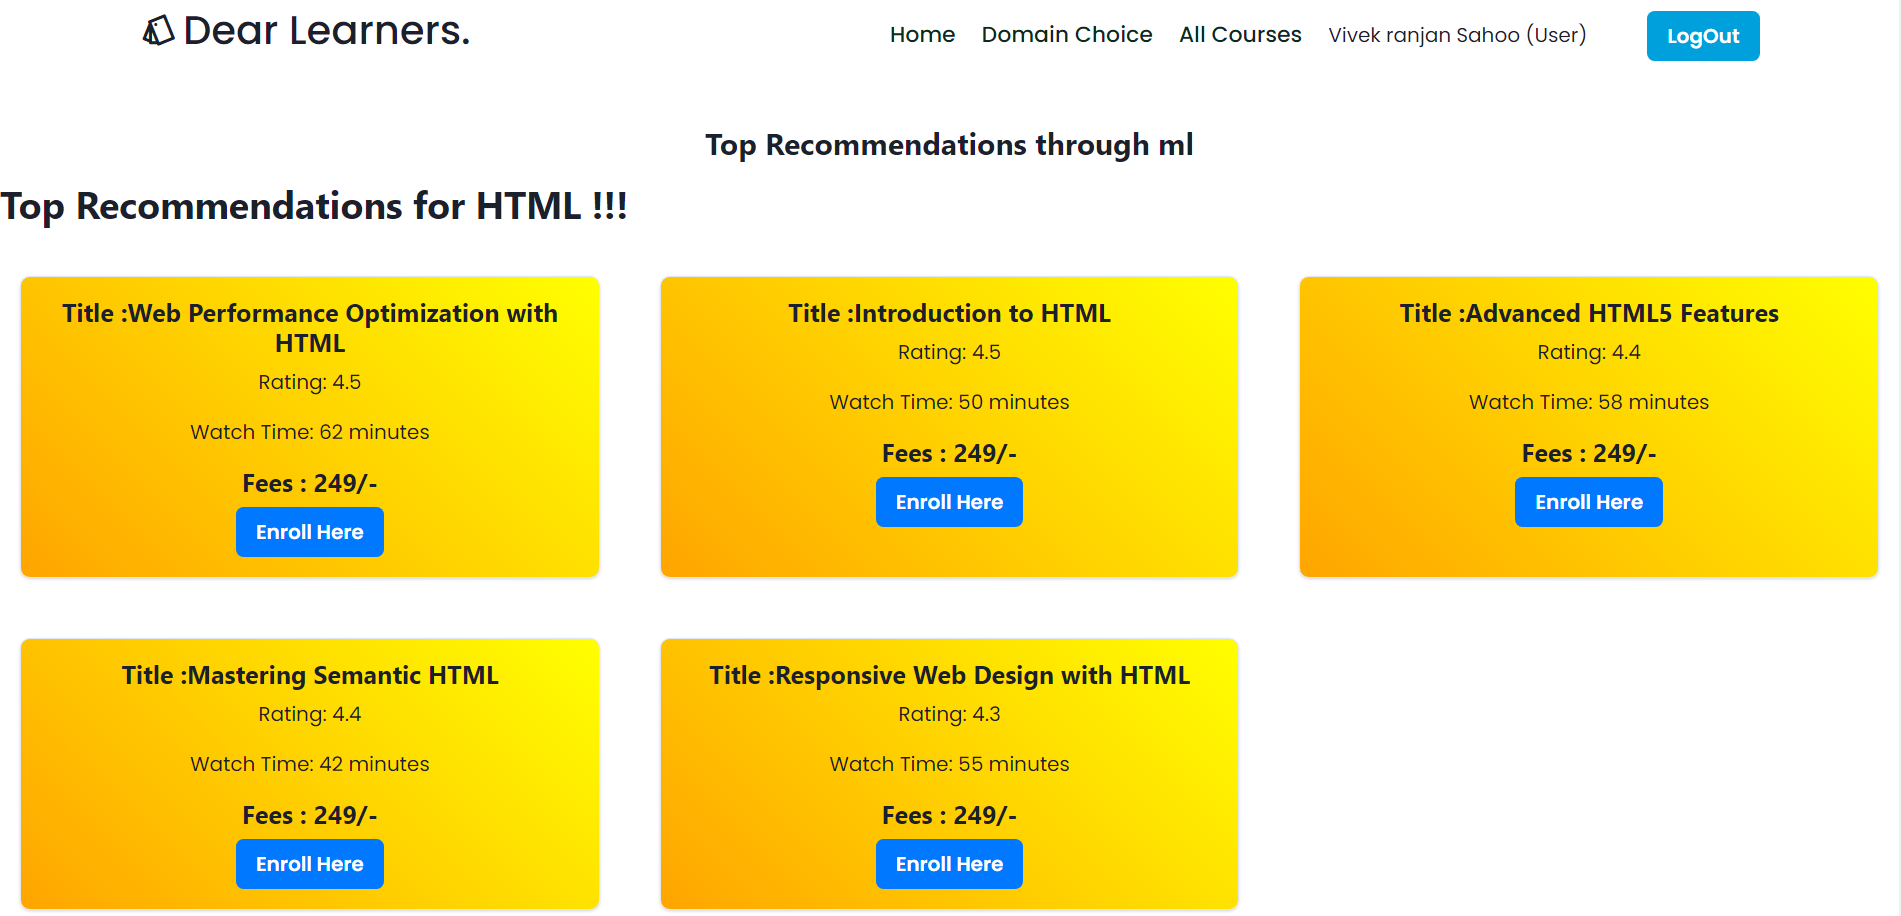 Dear Learners.
Home Domain Choice All Courses Vivek ranjan Sahoo (User) LogOut
Top Recommendations through ml
Top Recommendations for HTML !!!
Title :Web Performance Optimization with
HTML
Rating: 4.5
Watch Time: 62 minutes
Fees : 249/-
Enroll Here
Title :Introduction to HTML
Rating: 4.5
Watch Time: 50 minutes
Fees : 249/-
Enroll Here
Title :Advanced HTML5 Features
Rating: 4.4
Watch Time: 58 minutes
Fees : 249/-
Enroll Here
Title :Mastering Semantic HTML
Rating: 4.4
Watch Time: 42 minutes
Fees : 249/-
Enroll Here
Title :Responsive Web Design with HTML
Rating: 4.3
Watch Time: 55 minutes
Fees : 249/-
Enroll Here